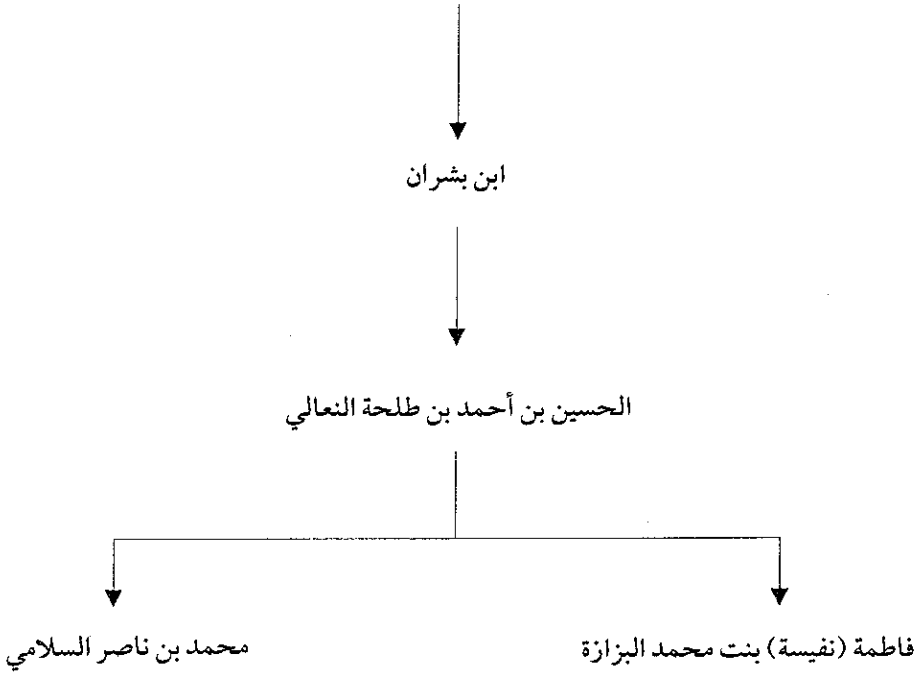 ابن بشران
الحسين بن أحمد بن طلحة النعالي
فاطمة (نفيسة) بنت محمد البزازة
محمد بن ناصر السلامي